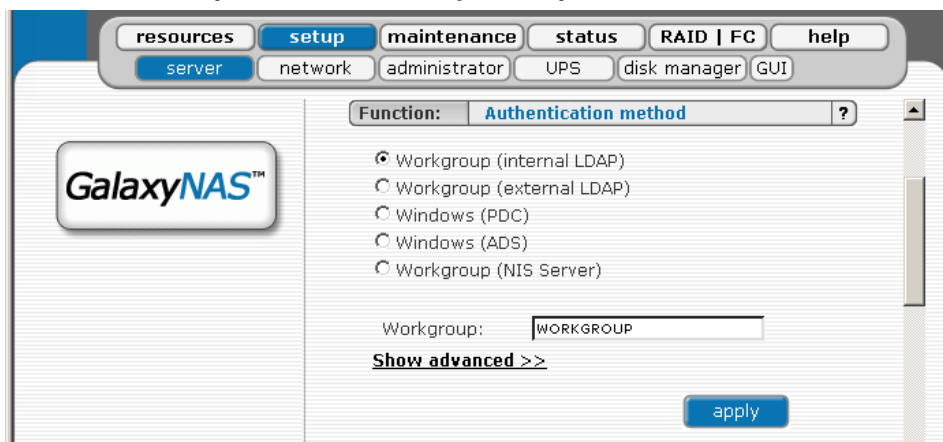 resources setup maintenance status RAID | FC help
server network administrator UPS disk manager GUI
Function: Authentication method ?
GalaxyNAS™
Workgroup (internal LDAP)
Workgroup (external LDAP)
Windows (PDC)
Windows (ADS)
Workgroup (NIS Server)
Workgroup: WORKGROUP
Show advanced >>
apply